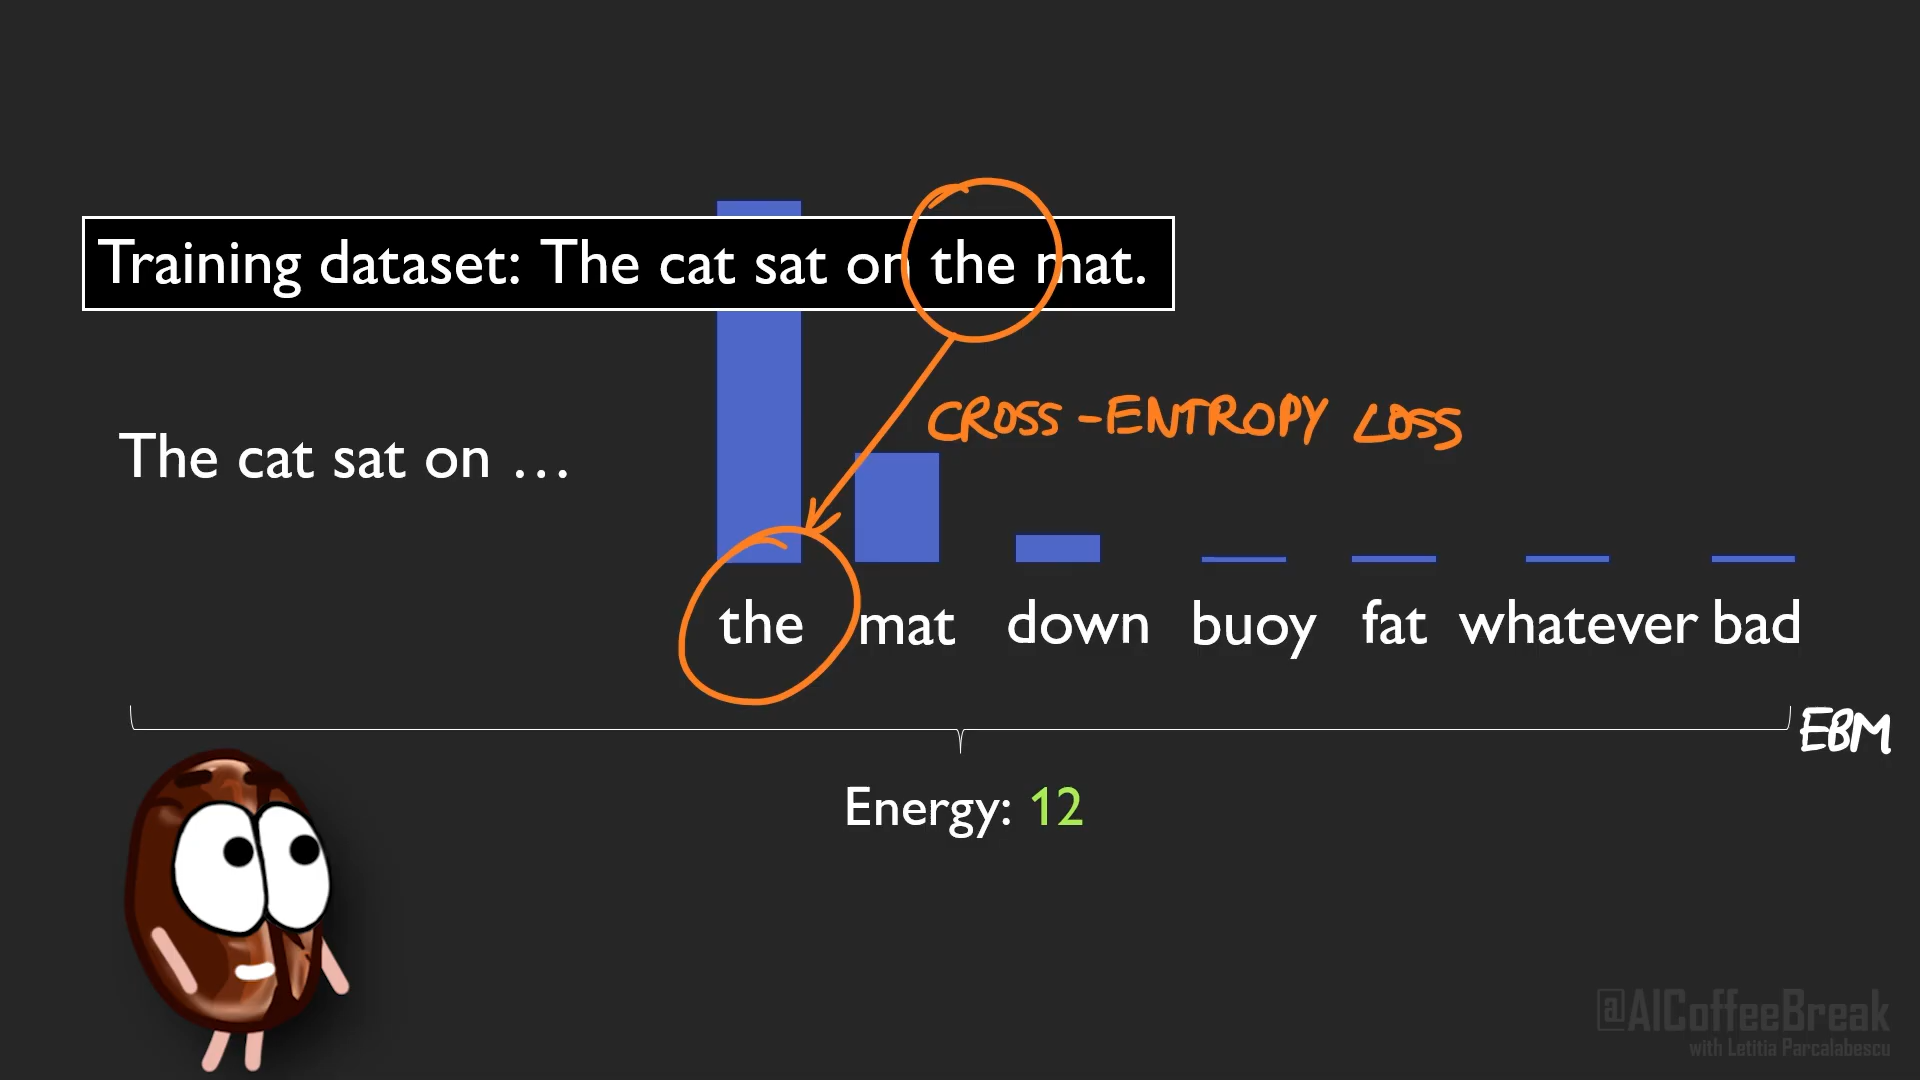 Training dataset: The cat sat on the mat.
CROSS-ENTROPY LOSS
The cat sat on ...
the mat down buoy fat whatever bad
EBM
Energy: 12
@AICoffeeBreak
with Letitia Parcalabescu